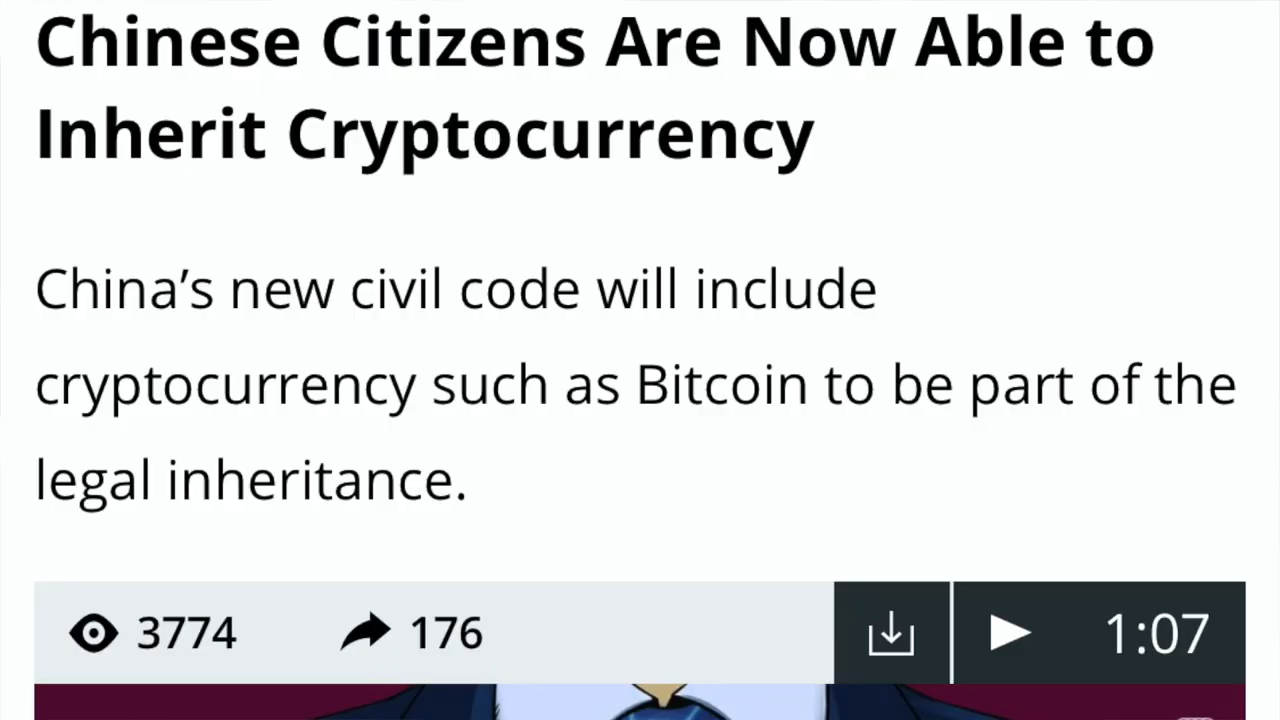 Chinese Citizens Are Now Able to
Inherit Cryptocurrency
China’s new civil code will include
cryptocurrency such as Bitcoin to be part of the
legal inheritance.
3774 176 1:07